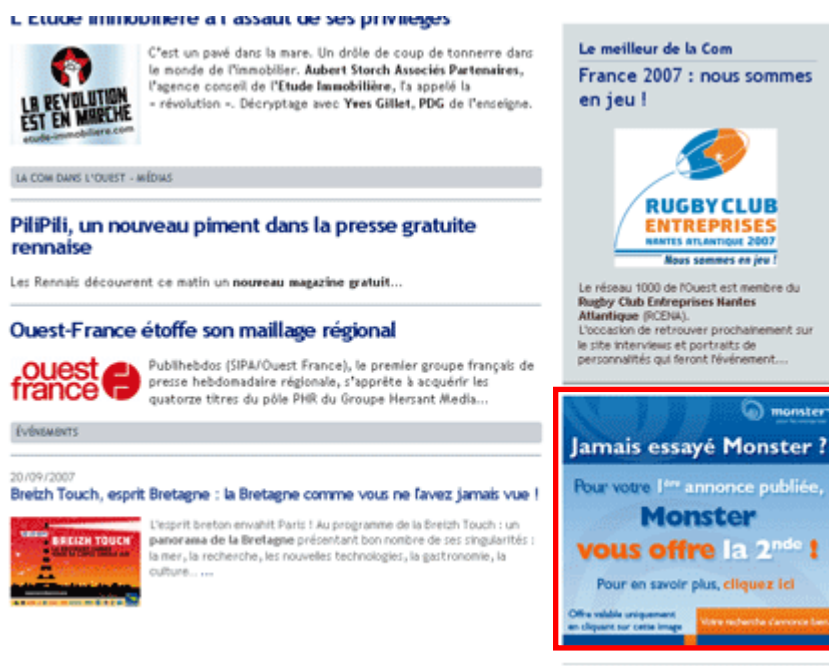 L'Etude Immobilière à l'assaut de ses privilèges
LA REVOLUTION
EST EN MARCHE
etude-immobiliere.com
C'est un pavé dans la mare. Un drôle de coup de tonnerre dans
le monde de l'immobilier. Aubert Storch Associés Partenaires,
l'agence conseil de l'Etude Immobilière, l'a appelé la
« révolution ». Décryptage avec Yves Gillet, PDG de l'enseigne.
LA COM DANS L'OUEST - MÉDIAS
PiliPili, un nouveau piment dans la presse gratuite
rennaise
Les Rennais découvrent ce matin un nouveau magazine gratuit...
Ouest-France étoffe son maillage régional
ouest
france
Publihebdos (SIPA/Ouest France), le premier groupe français de
presse hebdomadaire régionale, s'apprête à acquérir les
quatorze titres du pôle PHR du Groupe Hersant Media...
ÉVÉNEMENTS
20/09/2007
Breizh Touch, esprit Bretagne : la Bretagne comme vous ne l'avez jamais vue !
BREIZH TOUCH
L'esprit breton envahit Paris ! Au programme de la Breizh Touch : un
panorama de la Bretagne présentant bon nombre de ses singularités :
la mer, la recherche, les nouvelles technologies, la gastronomie, la
culture... ...
Le meilleur de la Com
France 2007 : nous sommes
en jeu !
RUGBY CLUB
ENTREPRISES
NANTES ATLANTIQUE 2007
Nous sommes en jeu !
Le réseau 1000 de l'Ouest est membre du
Rugby Club Entreprises Nantes
Atlantique (RCENA).
L'occasion de retrouver prochainement sur
le site interviews et portraits de
personnalités qui feront l'événement...
monster
Jamais essayé Monster ?
Pour votre 1ère annonce publiée,
Monster
vous offre la 2nde !
Pour en savoir plus, cliquez ici
Offre valable uniquement
en cliquant sur cette image
Votre recherche d'annonce